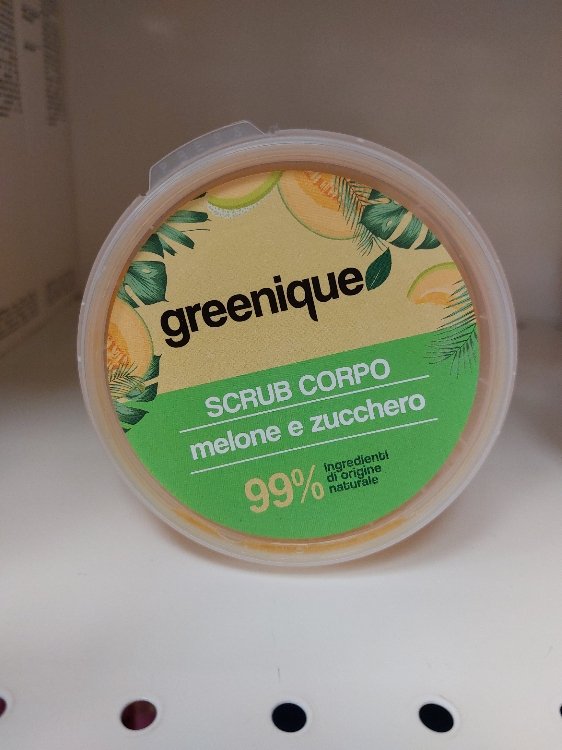 greenique
SCRUB CORPO
melone e zucchero
99%
ingredienti
di origine
naturale